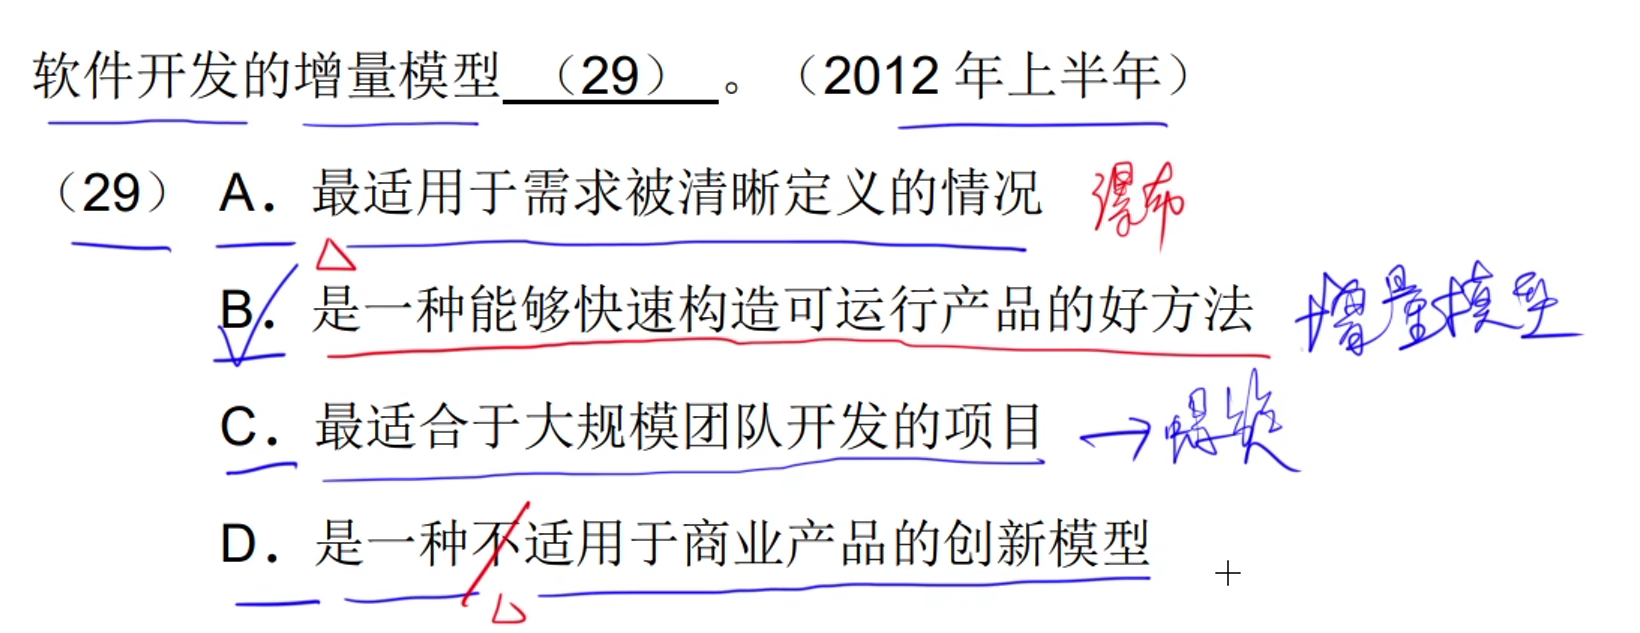 软件开发的增量模型 （29） 。（2012 年上半年）
（29） A．最适用于需求被清晰定义的情况 瀑布
B．是一种能够快速构造可运行产品的好方法 增量模型
C．最适合于大规模团队开发的项目 → 螺旋
D．是一种不适用于商业产品的创新模型